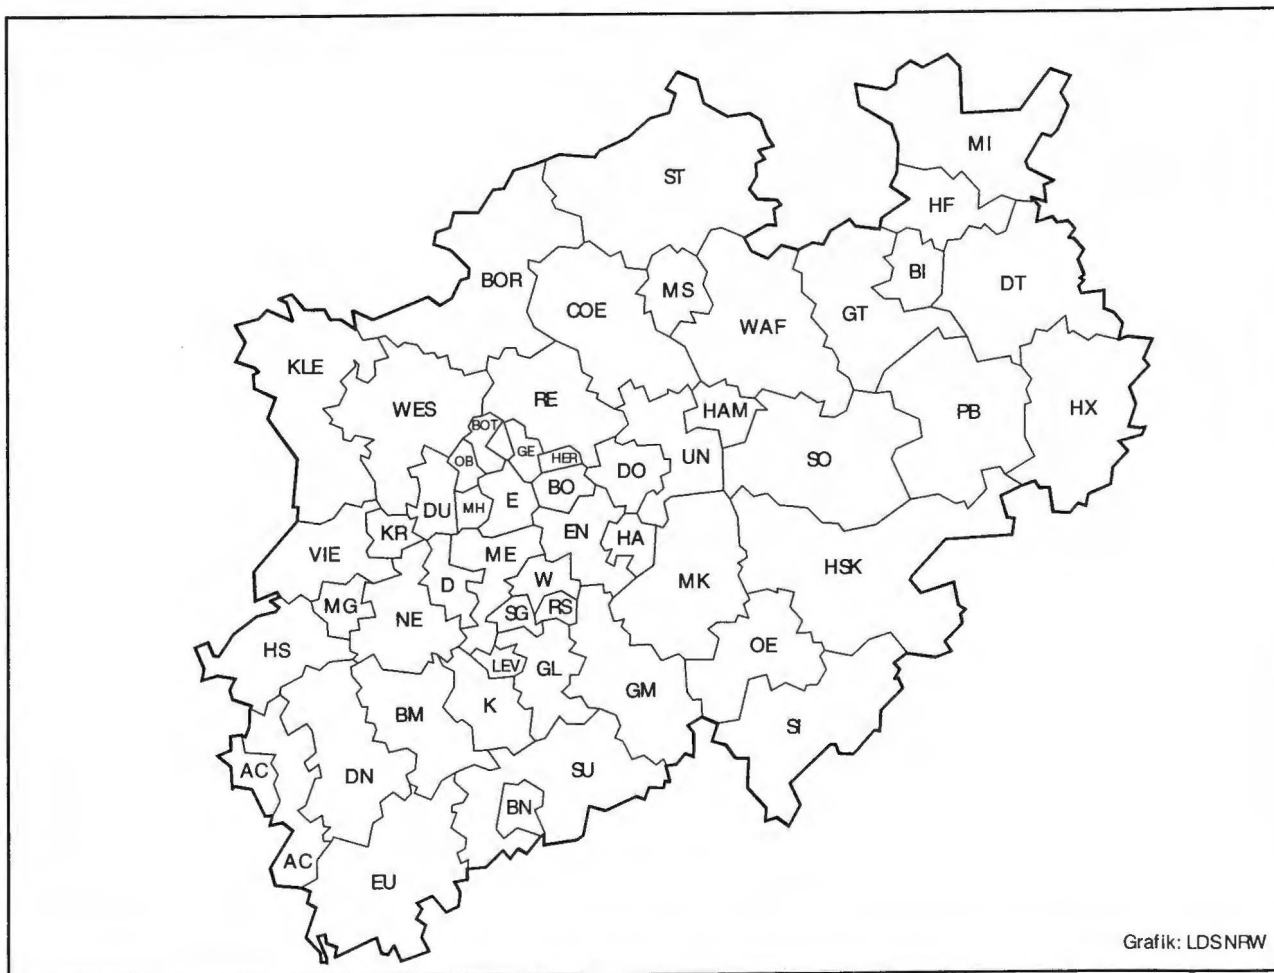 MI
ST
HF
BI
DT
BOR
MS
COE
WAF
GT
KLE
WES
RE
HAM
PB
HX
BOT
GE
HER
OB
DO
UN
SO
BO
E
MH
DU
KR
EN
HA
VIE
ME
HSK
D
W
MK
MG
NE
SG
RS
HS
OE
LEV
GL
GM
K
BM
SI
AC
DN
SU
BN
AC
EU
Grafik: LDSNRW